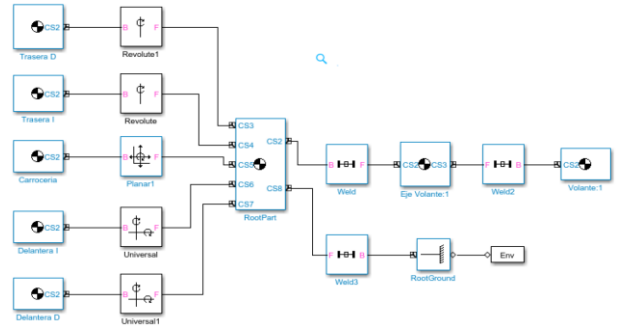 CS2
B F
Trasera D
Revolute1
CS2
B F
Trasera I
Revolute
CS2
B F
Carroceria
Planar1
CS2
B F
Delantera I
Universal
CS2
B F
Delantera D
Universal1
CS3
CS4
CS5
CS6
CS7
CS2
CS8
RootPart
B F
Weld
CS2 CS3
Eje Volante:1
F B
Weld2
CS2
Volante:1
F B
Weld3
RootGround
Env